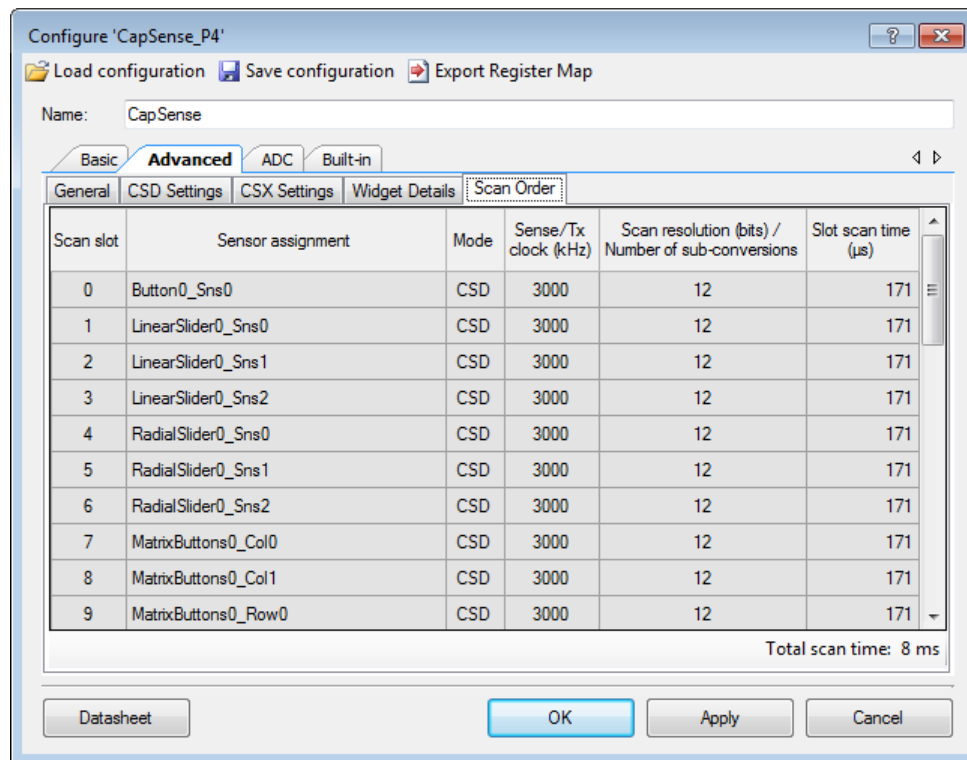 Configure 'CapSense_P4'
Load configuration Save configuration Export Register Map
Name: CapSense
Basic Advanced ADC Built-in
General CSD Settings CSX Settings Widget Details Scan Order
Scan slot Sensor assignment Mode Sense/Tx clock (kHz) Scan resolution (bits) / Number of sub-conversions Slot scan time (µs)
0 Button0_Sns0 CSD 3000 12 171
1 LinearSlider0_Sns0 CSD 3000 12 171
2 LinearSlider0_Sns1 CSD 3000 12 171
3 LinearSlider0_Sns2 CSD 3000 12 171
4 RadialSlider0_Sns0 CSD 3000 12 171
5 RadialSlider0_Sns1 CSD 3000 12 171
6 RadialSlider0_Sns2 CSD 3000 12 171
7 MatrixButtons0_Col0 CSD 3000 12 171
8 MatrixButtons0_Col1 CSD 3000 12 171
9 MatrixButtons0_Row0 CSD 3000 12 171
Total scan time: 8 ms
Datasheet OK Apply Cancel